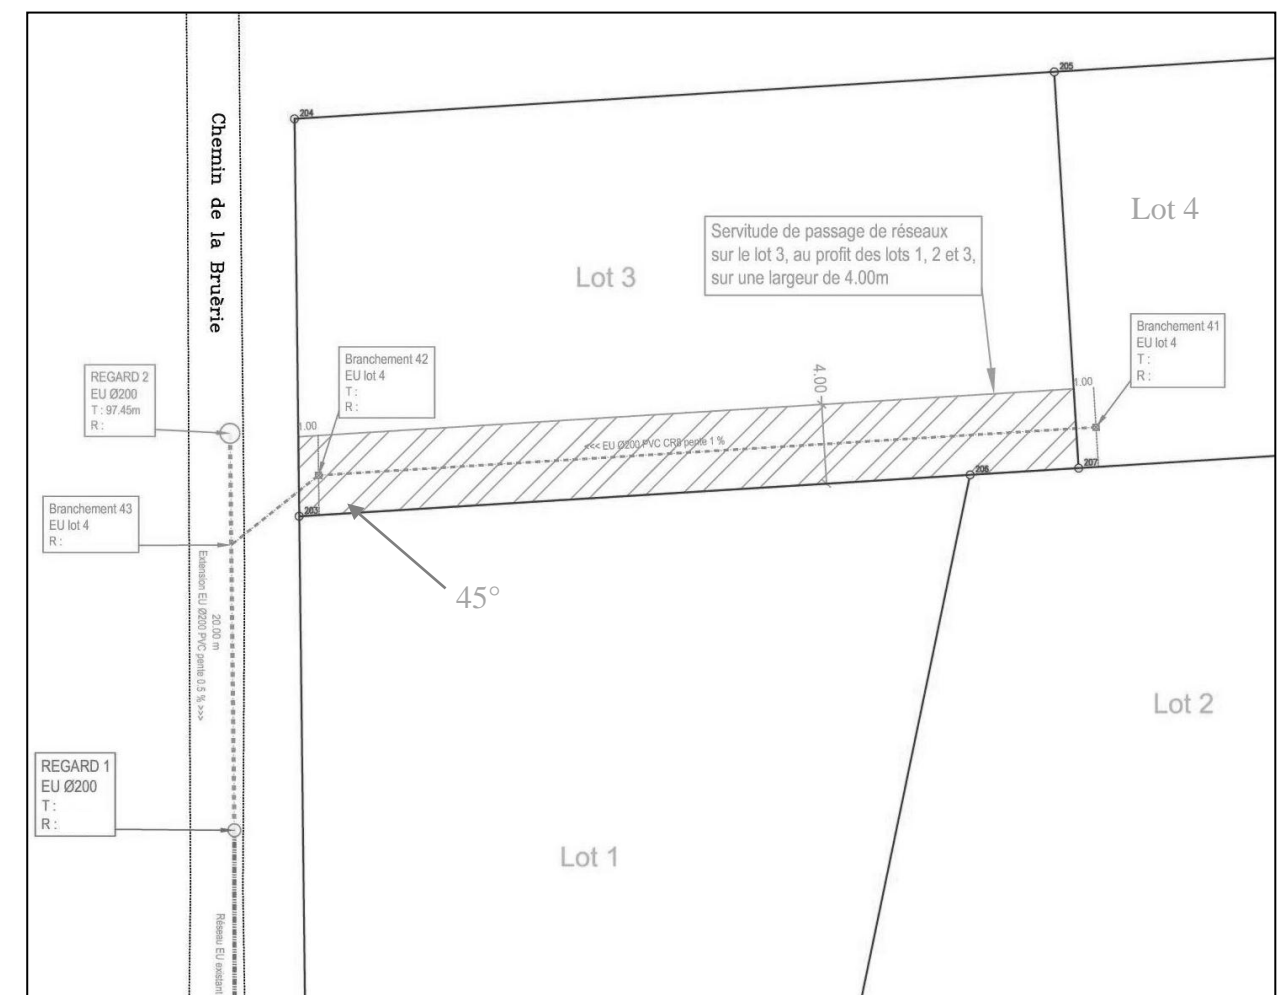 205
204
Chemin de la Bruèrie
Lot 4
Servitude de passage de réseaux
sur le lot 3, au profit des lots 1, 2 et 3,
sur une largeur de 4.00m
Lot 3
Branchement 41
EU lot 4
T :
R :
Branchement 42
EU lot 4
T :
R :
REGARD 2
EU Ø200
T : 97.45m
R :
4.00
1.00
1.00
<<< EU Ø200 PVC CR8 pente 1 %
206
207
Branchement 43
EU lot 4
R :
203
45°
20.00 m
Extension EU Ø200 PVC pente 0.5 % >>>
Lot 2
REGARD 1
EU Ø200
T :
R :
Lot 1
Réseau EU existant